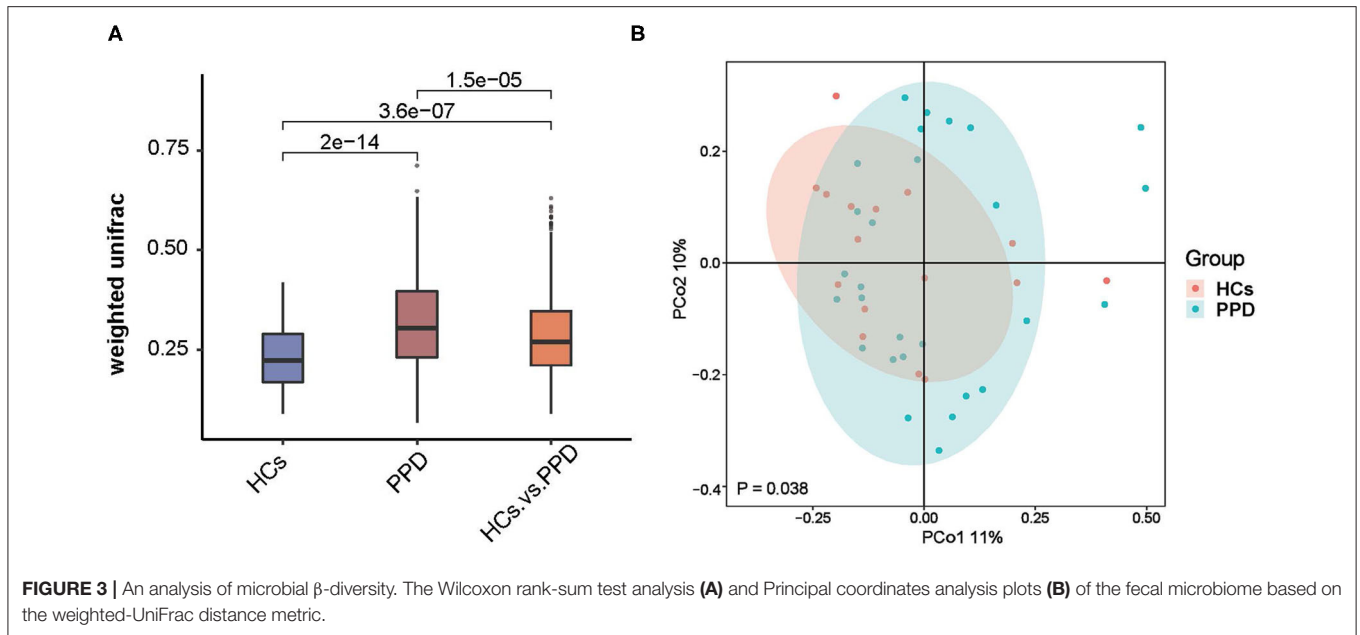 A
B
1.5e−05
3.6e−07
2e−14
0.75
0.50
0.25
weighted unifrac
HCs
PPD
HCs.vs.PPD
0.2
0.0
−0.2
−0.4
PCo2 10%
P = 0.038
−0.25
0.00
0.25
0.50
PCo1 11%
Group
HCs
PPD
FIGURE 3 | An analysis of microbial β-diversity. The Wilcoxon rank-sum test analysis (A) and Principal coordinates analysis plots (B) of the fecal microbiome based on
the weighted-UniFrac distance metric.